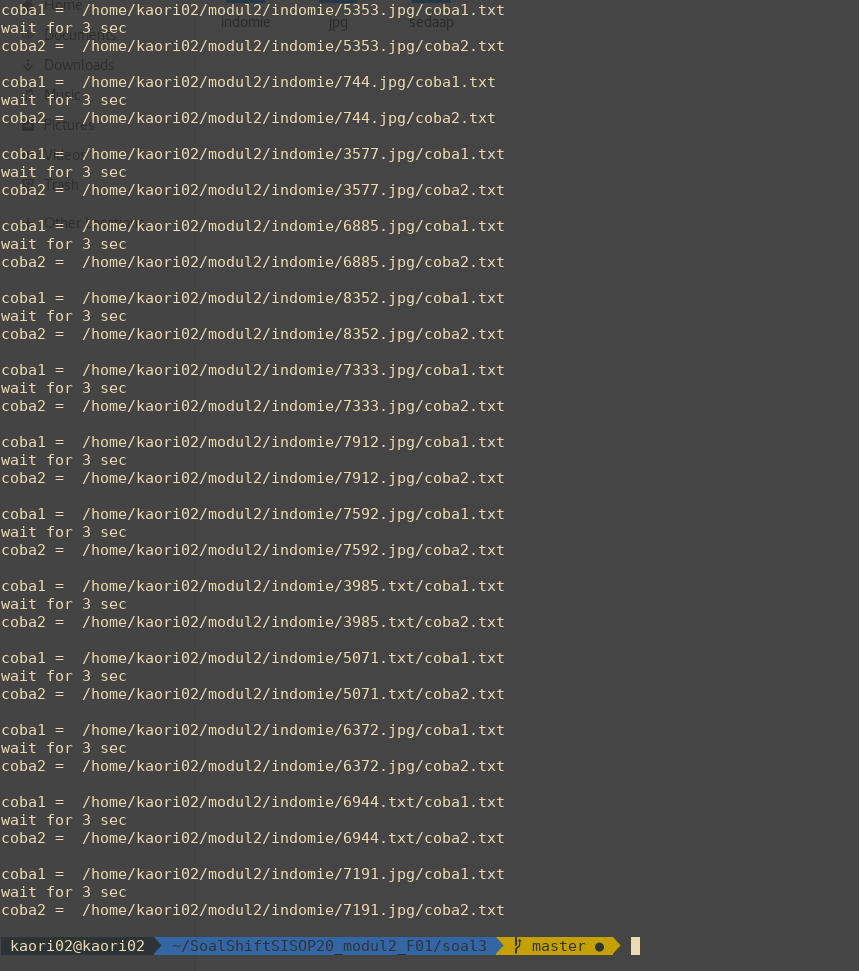 coba1 =  /home/kaori02/modul2/indomie/5353.jpg/coba1.txt
wait for 3 sec
coba2 =  /home/kaori02/modul2/indomie/5353.jpg/coba2.txt
coba1 =  /home/kaori02/modul2/indomie/744.jpg/coba1.txt
wait for 3 sec
coba2 =  /home/kaori02/modul2/indomie/744.jpg/coba2.txt
coba1 =  /home/kaori02/modul2/indomie/3577.jpg/coba1.txt
wait for 3 sec
coba2 =  /home/kaori02/modul2/indomie/3577.jpg/coba2.txt
coba1 =  /home/kaori02/modul2/indomie/6885.jpg/coba1.txt
wait for 3 sec
coba2 =  /home/kaori02/modul2/indomie/6885.jpg/coba2.txt
coba1 =  /home/kaori02/modul2/indomie/8352.jpg/coba1.txt
wait for 3 sec
coba2 =  /home/kaori02/modul2/indomie/8352.jpg/coba2.txt
coba1 =  /home/kaori02/modul2/indomie/7333.jpg/coba1.txt
wait for 3 sec
coba2 =  /home/kaori02/modul2/indomie/7333.jpg/coba2.txt
coba1 =  /home/kaori02/modul2/indomie/7912.jpg/coba1.txt
wait for 3 sec
coba2 =  /home/kaori02/modul2/indomie/7912.jpg/coba2.txt
coba1 =  /home/kaori02/modul2/indomie/7592.jpg/coba1.txt
wait for 3 sec
coba2 =  /home/kaori02/modul2/indomie/7592.jpg/coba2.txt
coba1 =  /home/kaori02/modul2/indomie/3985.txt/coba1.txt
wait for 3 sec
coba2 =  /home/kaori02/modul2/indomie/3985.txt/coba2.txt
coba1 =  /home/kaori02/modul2/indomie/5071.txt/coba1.txt
wait for 3 sec
coba2 =  /home/kaori02/modul2/indomie/5071.txt/coba2.txt
coba1 =  /home/kaori02/modul2/indomie/6372.jpg/coba1.txt
wait for 3 sec
coba2 =  /home/kaori02/modul2/indomie/6372.jpg/coba2.txt
coba1 =  /home/kaori02/modul2/indomie/6944.txt/coba1.txt
wait for 3 sec
coba2 =  /home/kaori02/modul2/indomie/6944.txt/coba2.txt
coba1 =  /home/kaori02/modul2/indomie/7191.jpg/coba1.txt
wait for 3 sec
coba2 =  /home/kaori02/modul2/indomie/7191.jpg/coba2.txt
kaori02@kaori02 ~/SoalShiftSISOP20_modul2_F01/soal3 master ●
Home
Documents
Downloads
Music
Pictures
Videos
Trash
Other Locations
indomie
jpg
sedaap